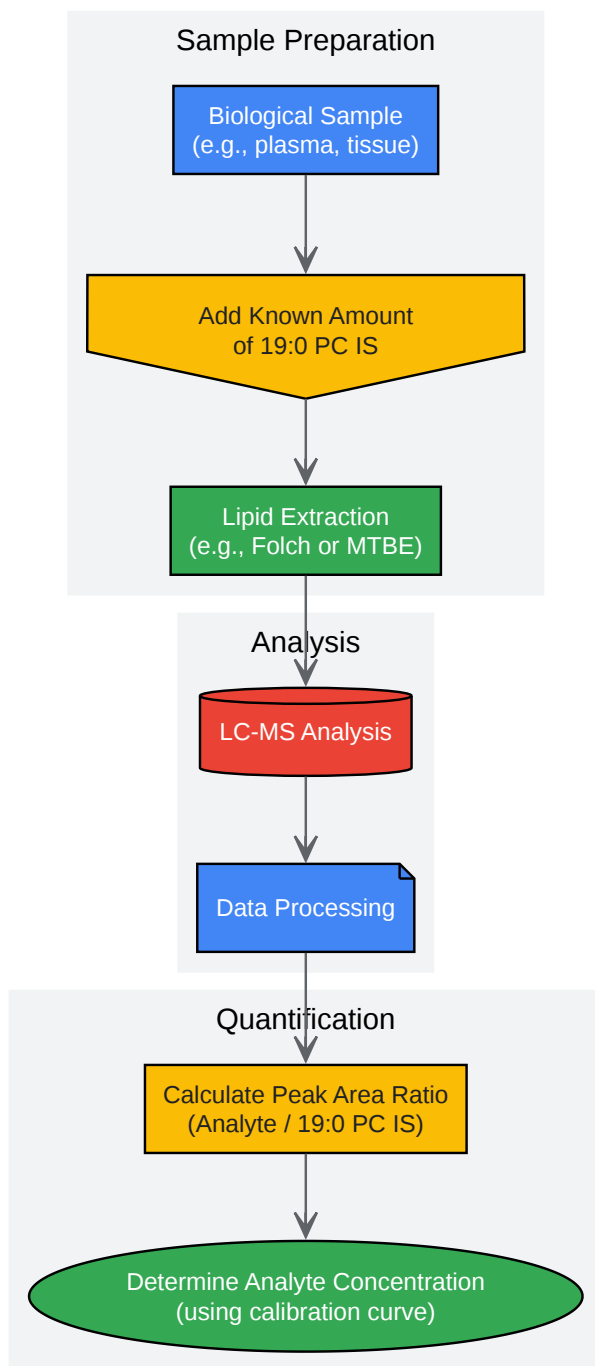 Sample Preparation
Biological Sample
(e.g., plasma, tissue)
Add Known Amount
of 19:0 PC IS
Lipid Extraction
(e.g., Folch or MTBE)
Analysis
LC-MS Analysis
Data Processing
Quantification
Calculate Peak Area Ratio
(Analyte / 19:0 PC IS)
Determine Analyte Concentration
(using calibration curve)